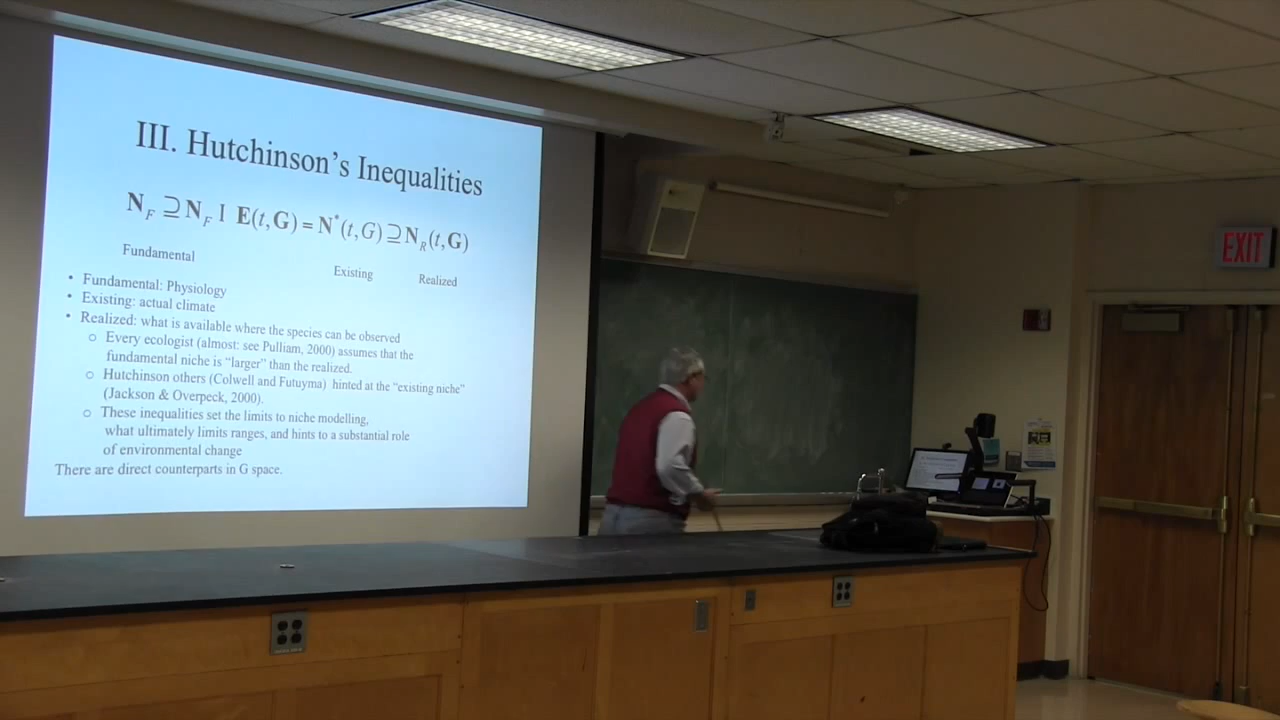 III. Hutchinson's Inequalities
N_F ⊇ N_F I E(t,G) = N*(t,G) ⊇ N_R(t,G)
Fundamental
Existing
Realized
• Fundamental: Physiology
• Existing: actual climate
• Realized: what is available where the species can be observed
o Every ecologist (almost: see Pulliam, 2000) assumes that the
fundamental niche is "larger" than the realized.
o Hutchinson others (Colwell and Futuyma) hinted at the "existing niche"
(Jackson & Overpeck, 2000).
o These inequalities set the limits to niche modelling,
what ultimately limits ranges, and hints to a substantial role
of environmental change
There are direct counterparts in G space.
EXIT